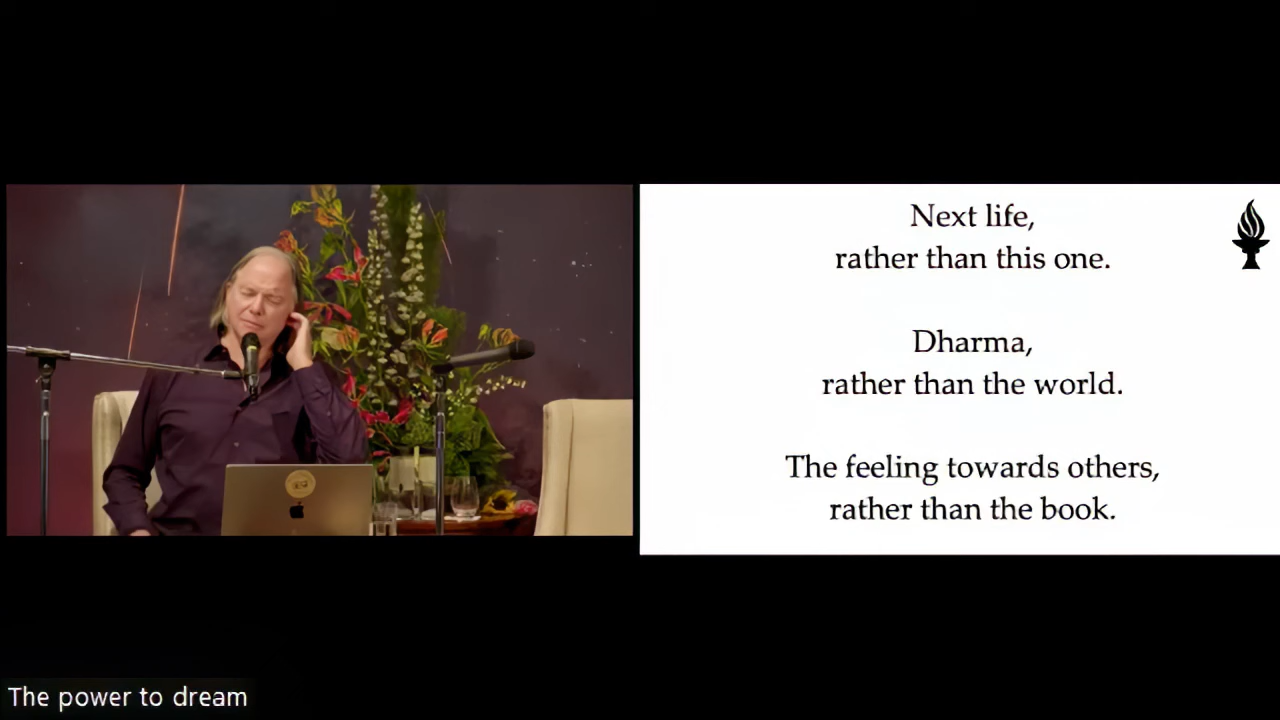 Next life,
rather than this one.
Dharma,
rather than the world.
The feeling towards others,
rather than the book.
The power to dream